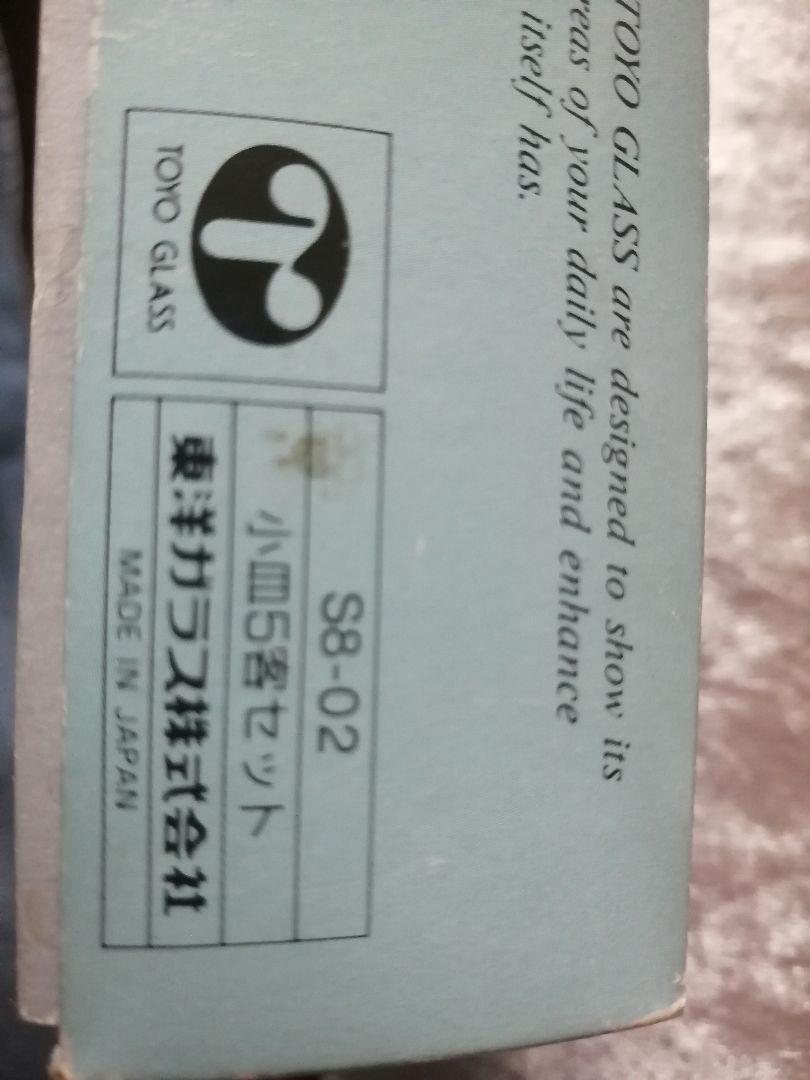 TOYO GLASS are designed to show its
reas of your daily life and enhance
itself has.
TOYO GLASS
S8-02
小皿5客セット
東洋ガラス株式会社
MADE IN JAPAN